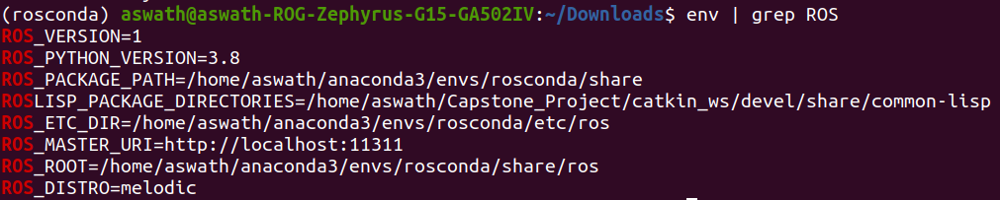 (rosconda) aswath@aswath-ROG-Zephyrus-G15-GA502IV:~/Downloads$ env | grep ROS
ROS_VERSION=1
ROS_PYTHON_VERSION=3.8
ROS_PACKAGE_PATH=/home/aswath/anaconda3/envs/rosconda/share
ROSLISP_PACKAGE_DIRECTORIES=/home/aswath/Capstone_Project/catkin_ws/devel/share/common-lisp
ROS_ETC_DIR=/home/aswath/anaconda3/envs/rosconda/etc/ros
ROS_MASTER_URI=http://localhost:11311
ROS_ROOT=/home/aswath/anaconda3/envs/rosconda/share/ros
ROS_DISTRO=melodic